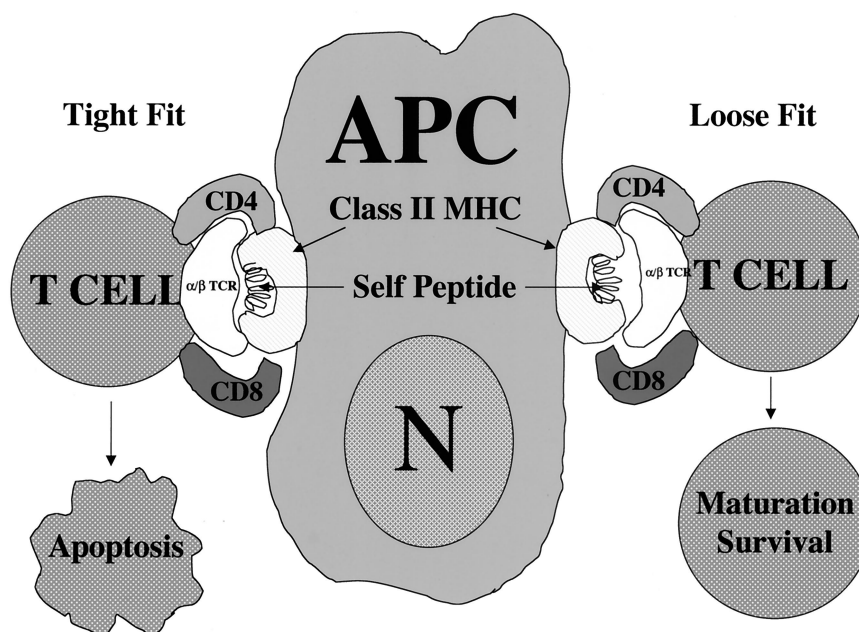 Tight Fit
APC
Loose Fit
CD4
Class II MHC
CD4
T CELL
α/β TCR
Self Peptide
α/β TCR
T CELL
CD8
CD8
N
Apoptosis
Maturation
Survival